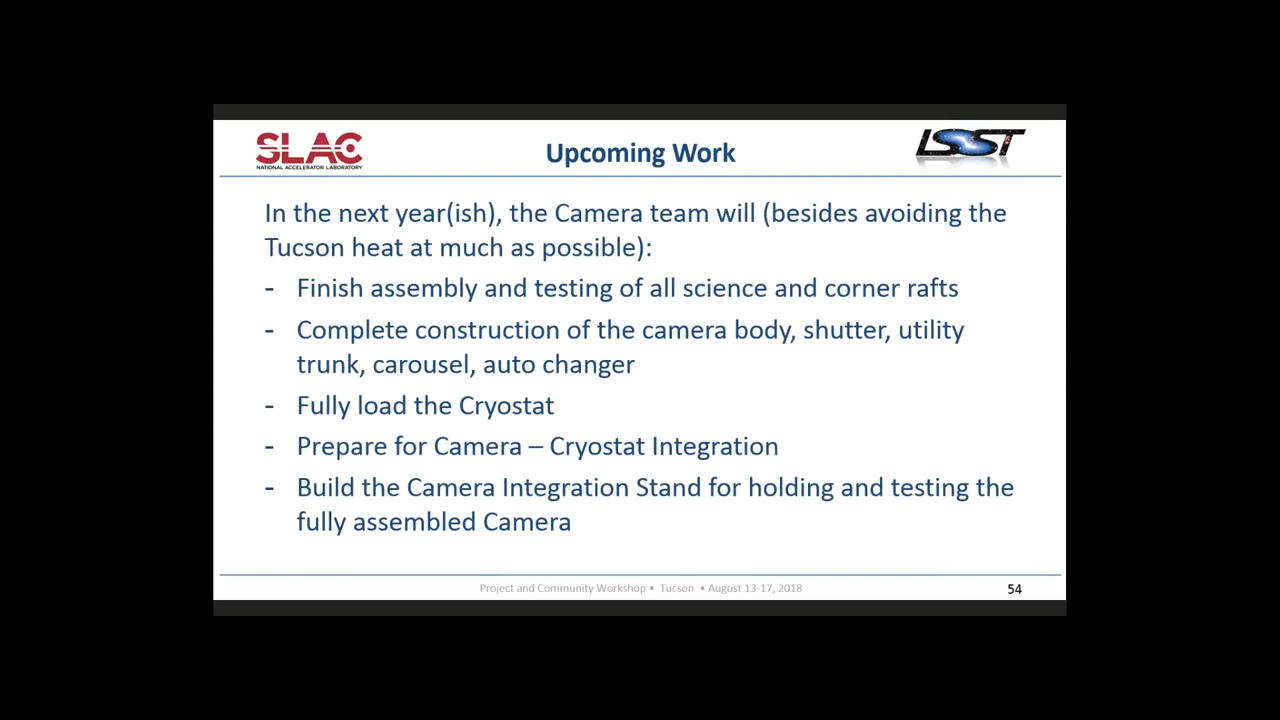 SLAC
NATIONAL ACCELERATOR LABORATORY
Upcoming Work
LSST
In the next year(ish), the Camera team will (besides avoiding the
Tucson heat at much as possible):
- Finish assembly and testing of all science and corner rafts
- Complete construction of the camera body, shutter, utility
trunk, carousel, auto changer
- Fully load the Cryostat
- Prepare for Camera – Cryostat Integration
- Build the Camera Integration Stand for holding and testing the
fully assembled Camera
Project and Community Workshop • Tucson • August 13-17, 2018
54